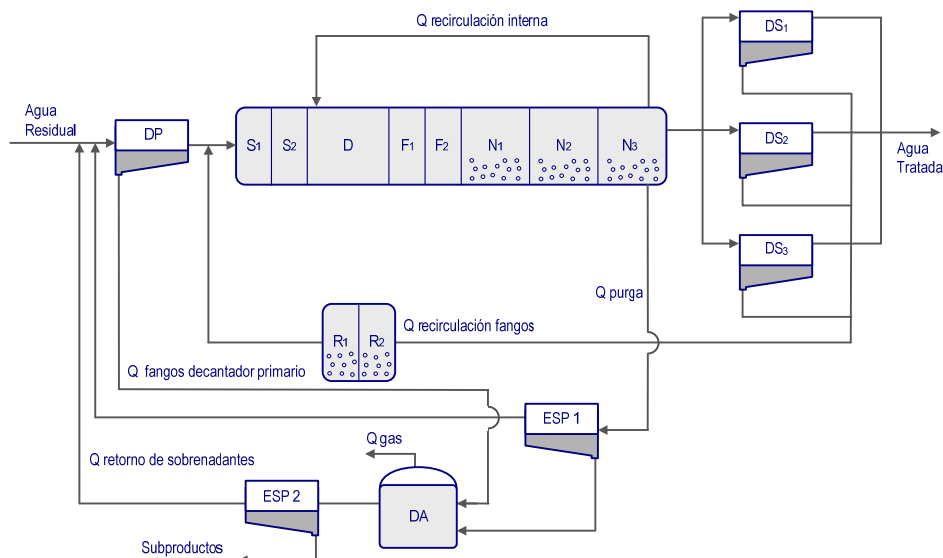 Q recirculación interna
DS1
Agua
Residual
DP
S1 S2 D F1 F2 N1 N2 N3
DS2
Agua
Tratada
DS3
Q purga
R1 R2
Q recirculación fangos
Q fangos decantador primario
ESP 1
Q gas
Q retorno de sobrenadantes
ESP 2
DA
Subproductos